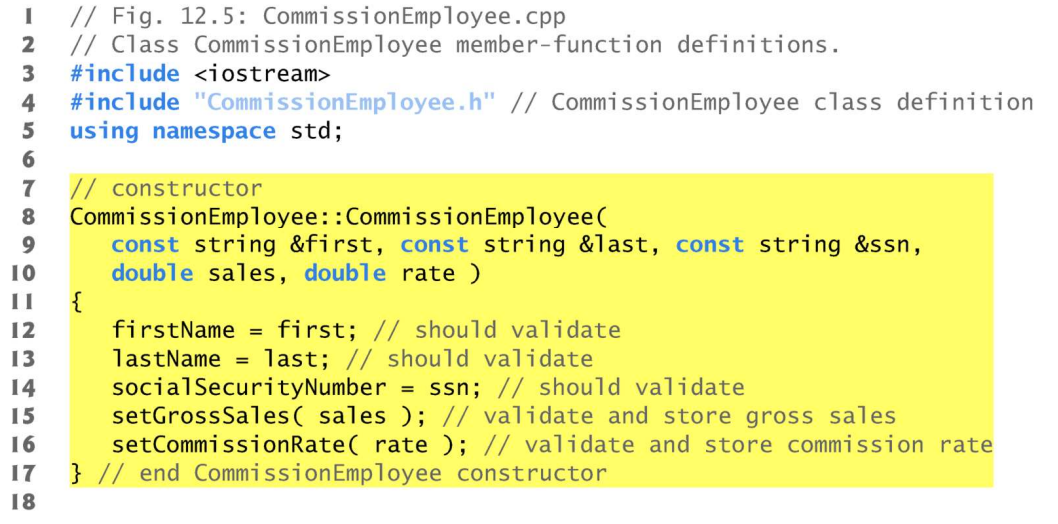 1 // Fig. 12.5: CommissionEmployee.cpp
2 // Class CommissionEmployee member-function definitions.
3 #include <iostream>
4 #include "CommissionEmployee.h" // CommissionEmployee class definition
5 using namespace std;
6
7 // constructor
8 CommissionEmployee::CommissionEmployee(
9    const string &first, const string &last, const string &ssn,
10    double sales, double rate )
11 {
12    firstName = first; // should validate
13    lastName = last; // should validate
14    socialSecurityNumber = ssn; // should validate
15    setGrossSales( sales ); // validate and store gross sales
16    setCommissionRate( rate ); // validate and store commission rate
17 } // end CommissionEmployee constructor
18